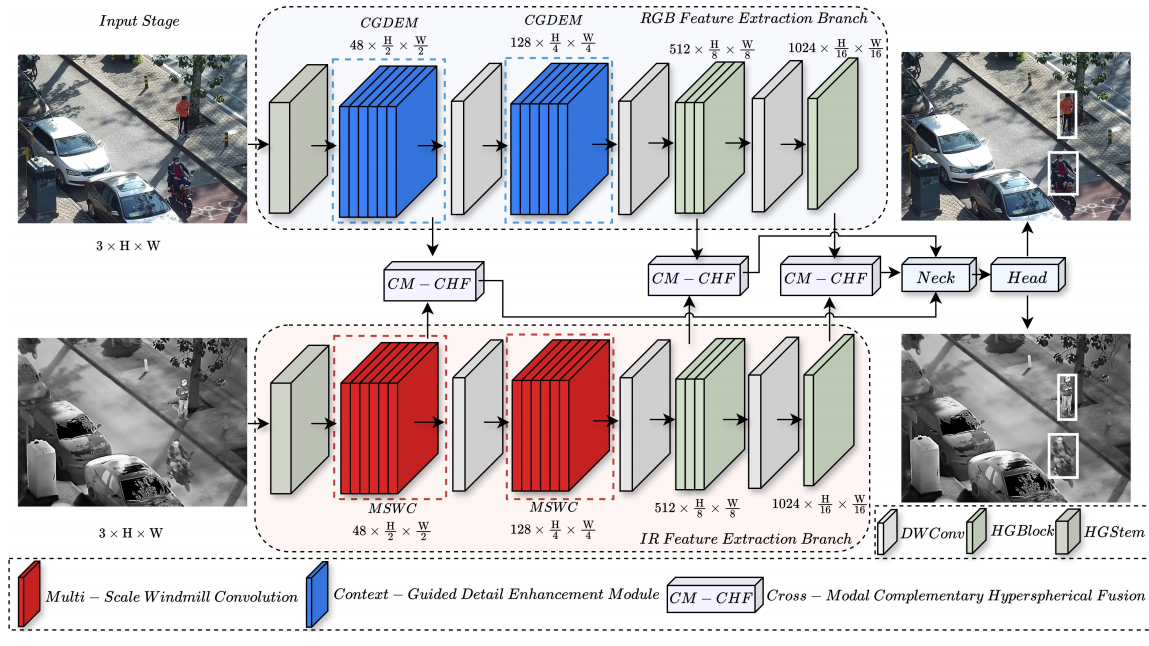 Input Stage
CGDEM
48 × H/2 × W/2
CGDEM
128 × H/4 × W/4
RGB Feature Extraction Branch
512 × H/8 × W/8
1024 × H/16 × W/16
3 × H × W
CM − CHF
CM − CHF
CM − CHF
Neck
Head
3 × H × W
MSWC
48 × H/2 × W/2
MSWC
128 × H/4 × W/4
512 × H/8 × W/8
1024 × H/16 × W/16
IR Feature Extraction Branch
DWConv
HGBlock
HGStem
Multi − Scale Windmill Convolution
Context − Guided Detail Enhancement Module
CM − CHF
Cross − Modal Complementary Hyperspherical Fusion